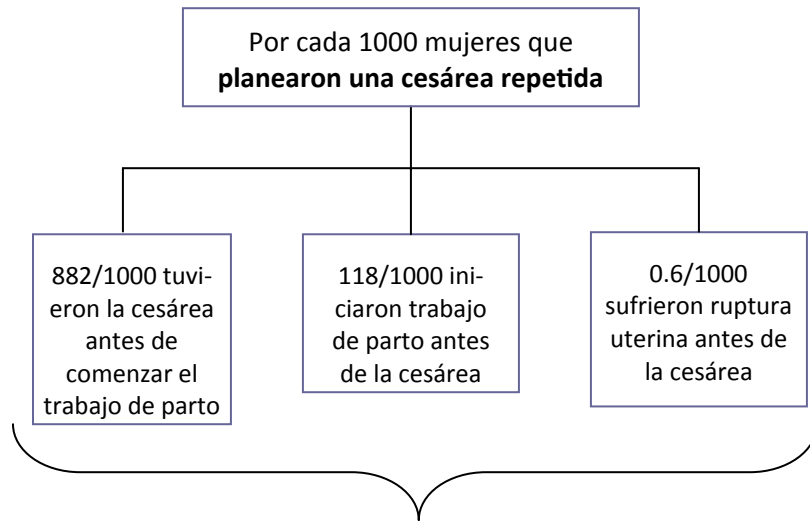 Por cada 1000 mujeres que
planearon una cesárea repetida
882/1000 tuvi-
eron la cesárea
antes de
comenzar el
trabajo de parto
118/1000 ini-
ciaron trabajo
de parto antes
de la cesárea
0.6/1000
sufrieron ruptura
uterina antes de
la cesárea